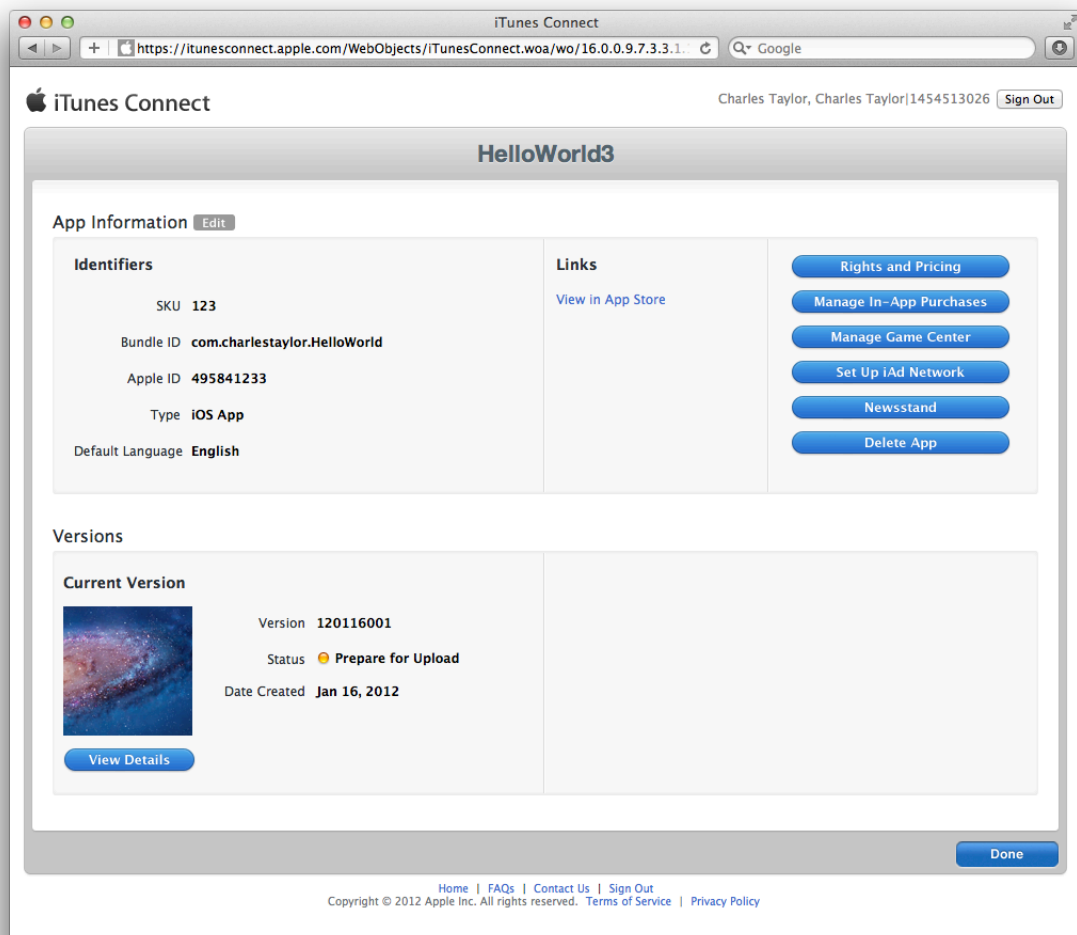 iTunes Connect
https://itunesconnect.apple.com/WebObjects/iTunesConnect.woa/wo/16.0.0.9.7.3.3.1.
Google
iTunes Connect
Charles Taylor, Charles Taylor|1454513026 Sign Out
HelloWorld3
App Information Edit
Identifiers
SKU 123
Bundle ID com.charlestaylor.HelloWorld
Apple ID 495841233
Type iOS App
Default Language English
Links
View in App Store
Rights and Pricing
Manage In-App Purchases
Manage Game Center
Set Up iAd Network
Newsstand
Delete App
Versions
Current Version
Version 120116001
Status Prepare for Upload
Date Created Jan 16, 2012
View Details
Done
Home | FAQs | Contact Us | Sign Out
Copyright © 2012 Apple Inc. All rights reserved. Terms of Service | Privacy Policy